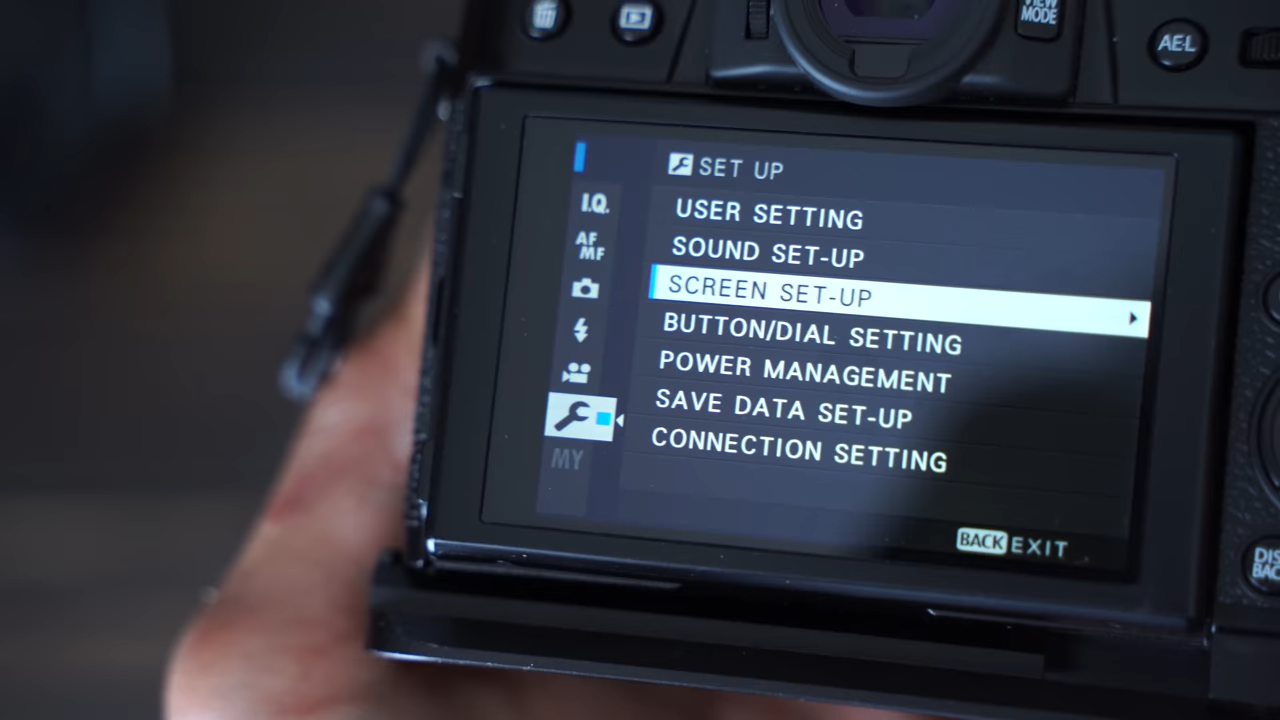 VIEW
MODE
AE-L
SET UP
I.Q.
USER SETTING
AF
MF
SOUND SET-UP
SCREEN SET-UP
BUTTON/DIAL SETTING
POWER MANAGEMENT
SAVE DATA SET-UP
CONNECTION SETTING
MY
BACK EXIT